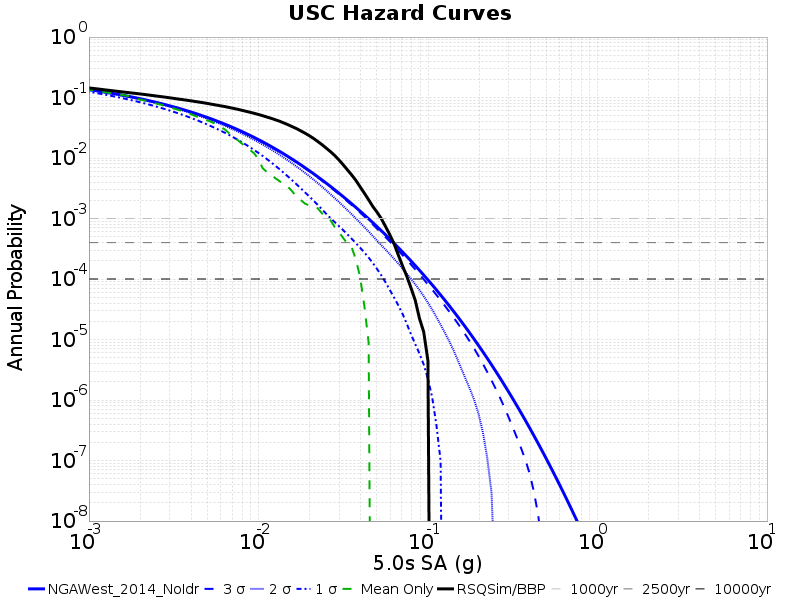 USC Hazard Curves
Annual Probability
10^0
10^-1
10^-2
10^-3
10^-4
10^-5
10^-6
10^-7
10^-8
10^-3 10^-2 10^-1 10^0 10^1
5.0s SA (g)
NGAWest_2014_NoIdr 3 σ 2 σ 1 σ Mean Only RSQSim/BBP 1000yr 2500yr 10000yr